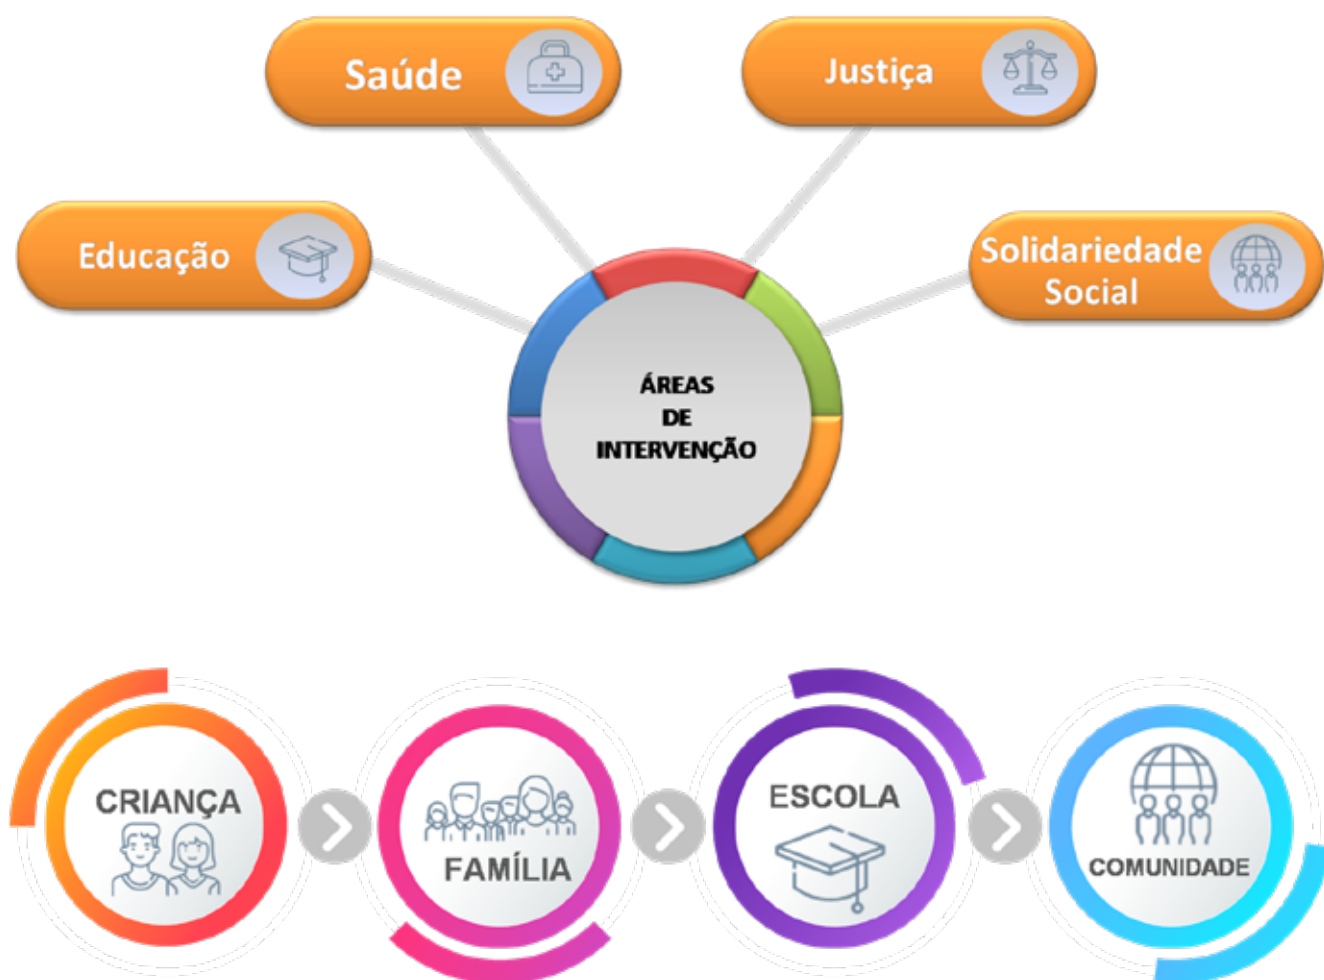 Saúde
Justiça
Educação
Solidariedade
Social
ÁREAS
DE
INTERVENÇÃO
CRIANÇA
FAMÍLIA
ESCOLA
COMUNIDADE